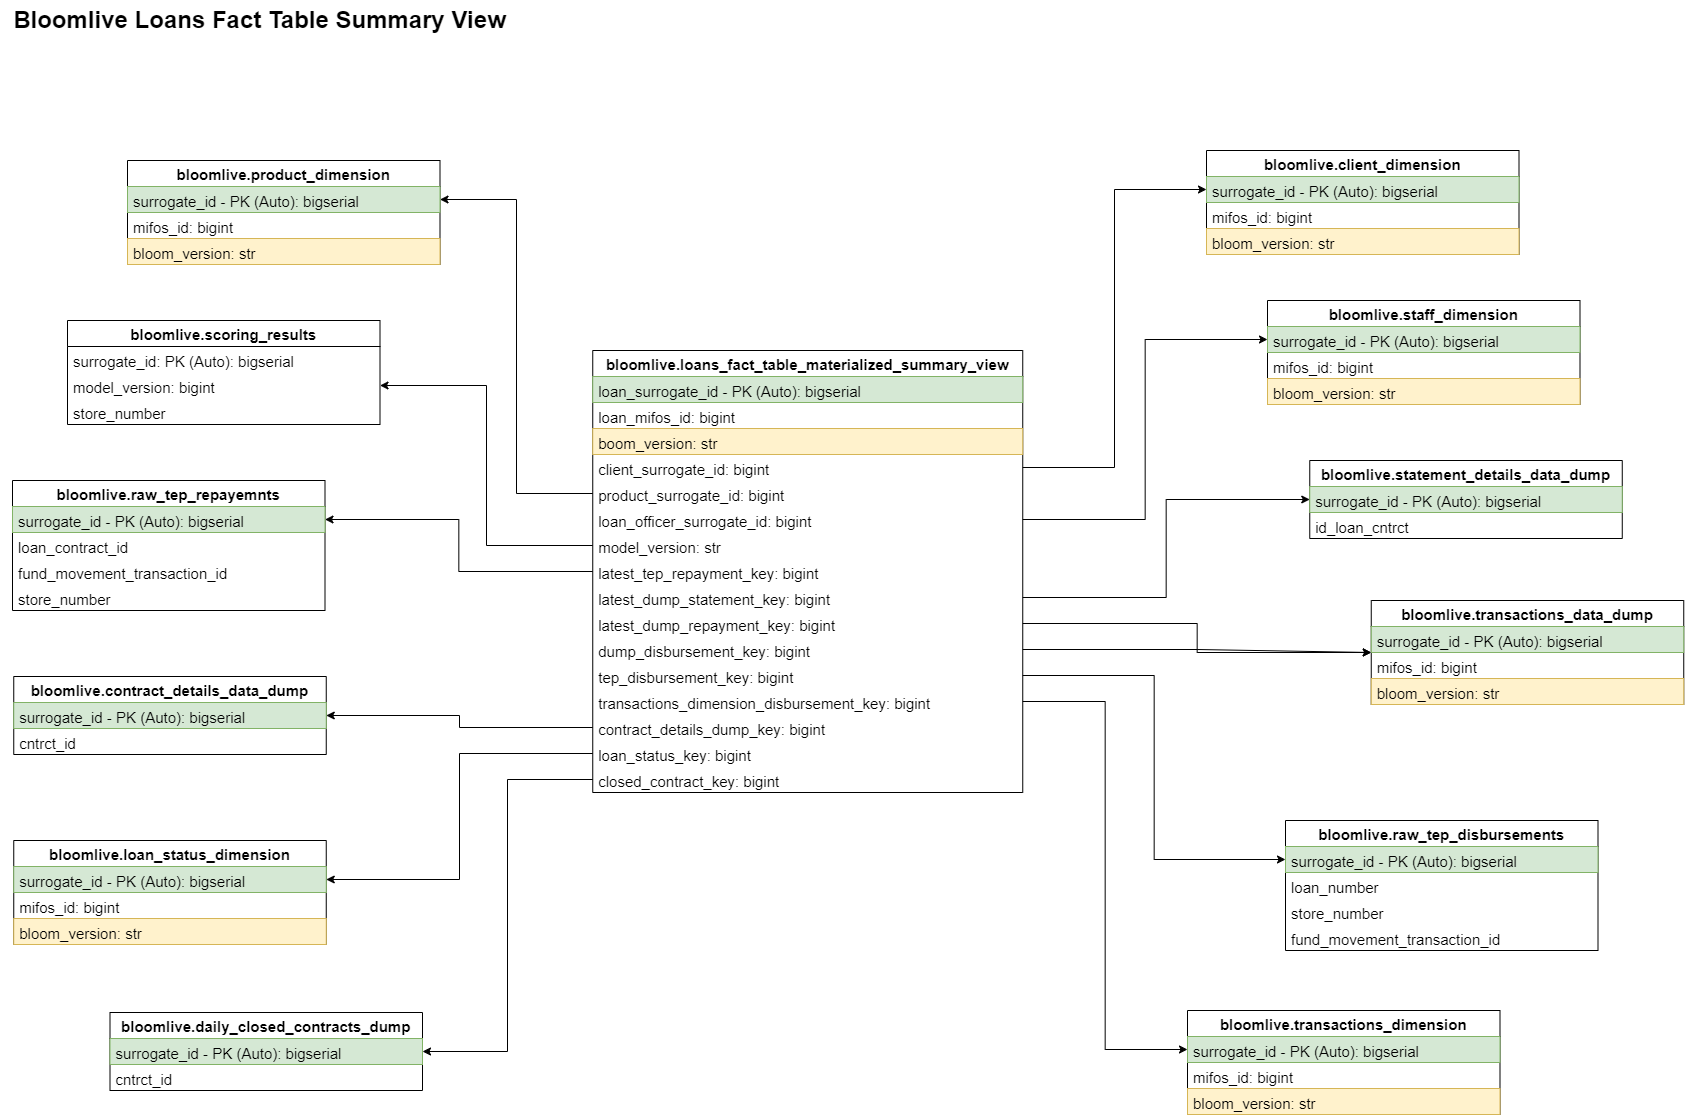 Bloomlive Loans Fact Table Summary View
bloomlive.product_dimension
surrogate_id - PK (Auto): bigserial
mifos_id: bigint
bloom_version: str
bloomlive.scoring_results
surrogate_id: PK (Auto): bigserial
model_version: bigint
store_number
bloomlive.raw_tep_repayemnts
surrogate_id - PK (Auto): bigserial
loan_contract_id
fund_movement_transaction_id
store_number
bloomlive.contract_details_data_dump
surrogate_id - PK (Auto): bigserial
cntrct_id
bloomlive.loan_status_dimension
surrogate_id - PK (Auto): bigserial
mifos_id: bigint
bloom_version: str
bloomlive.daily_closed_contracts_dump
surrogate_id - PK (Auto): bigserial
cntrct_id
bloomlive.loans_fact_table_materialized_summary_view
loan_surrogate_id - PK (Auto): bigserial
loan_mifos_id: bigint
boom_version: str
client_surrogate_id: bigint
product_surrogate_id: bigint
loan_officer_surrogate_id: bigint
model_version: str
latest_tep_repayment_key: bigint
latest_dump_statement_key: bigint
latest_dump_repayment_key: bigint
dump_disbursement_key: bigint
tep_disbursement_key: bigint
transactions_dimension_disbursement_key: bigint
contract_details_dump_key: bigint
loan_status_key: bigint
closed_contract_key: bigint
bloomlive.client_dimension
surrogate_id - PK (Auto): bigserial
mifos_id: bigint
bloom_version: str
bloomlive.staff_dimension
surrogate_id - PK (Auto): bigserial
mifos_id: bigint
bloom_version: str
bloomlive.statement_details_data_dump
surrogate_id - PK (Auto): bigserial
id_loan_cntrct
bloomlive.transactions_data_dump
surrogate_id - PK (Auto): bigserial
mifos_id: bigint
bloom_version: str
bloomlive.raw_tep_disbursements
surrogate_id - PK (Auto): bigserial
loan_number
store_number
fund_movement_transaction_id
bloomlive.transactions_dimension
surrogate_id - PK (Auto): bigserial
mifos_id: bigint
bloom_version: str